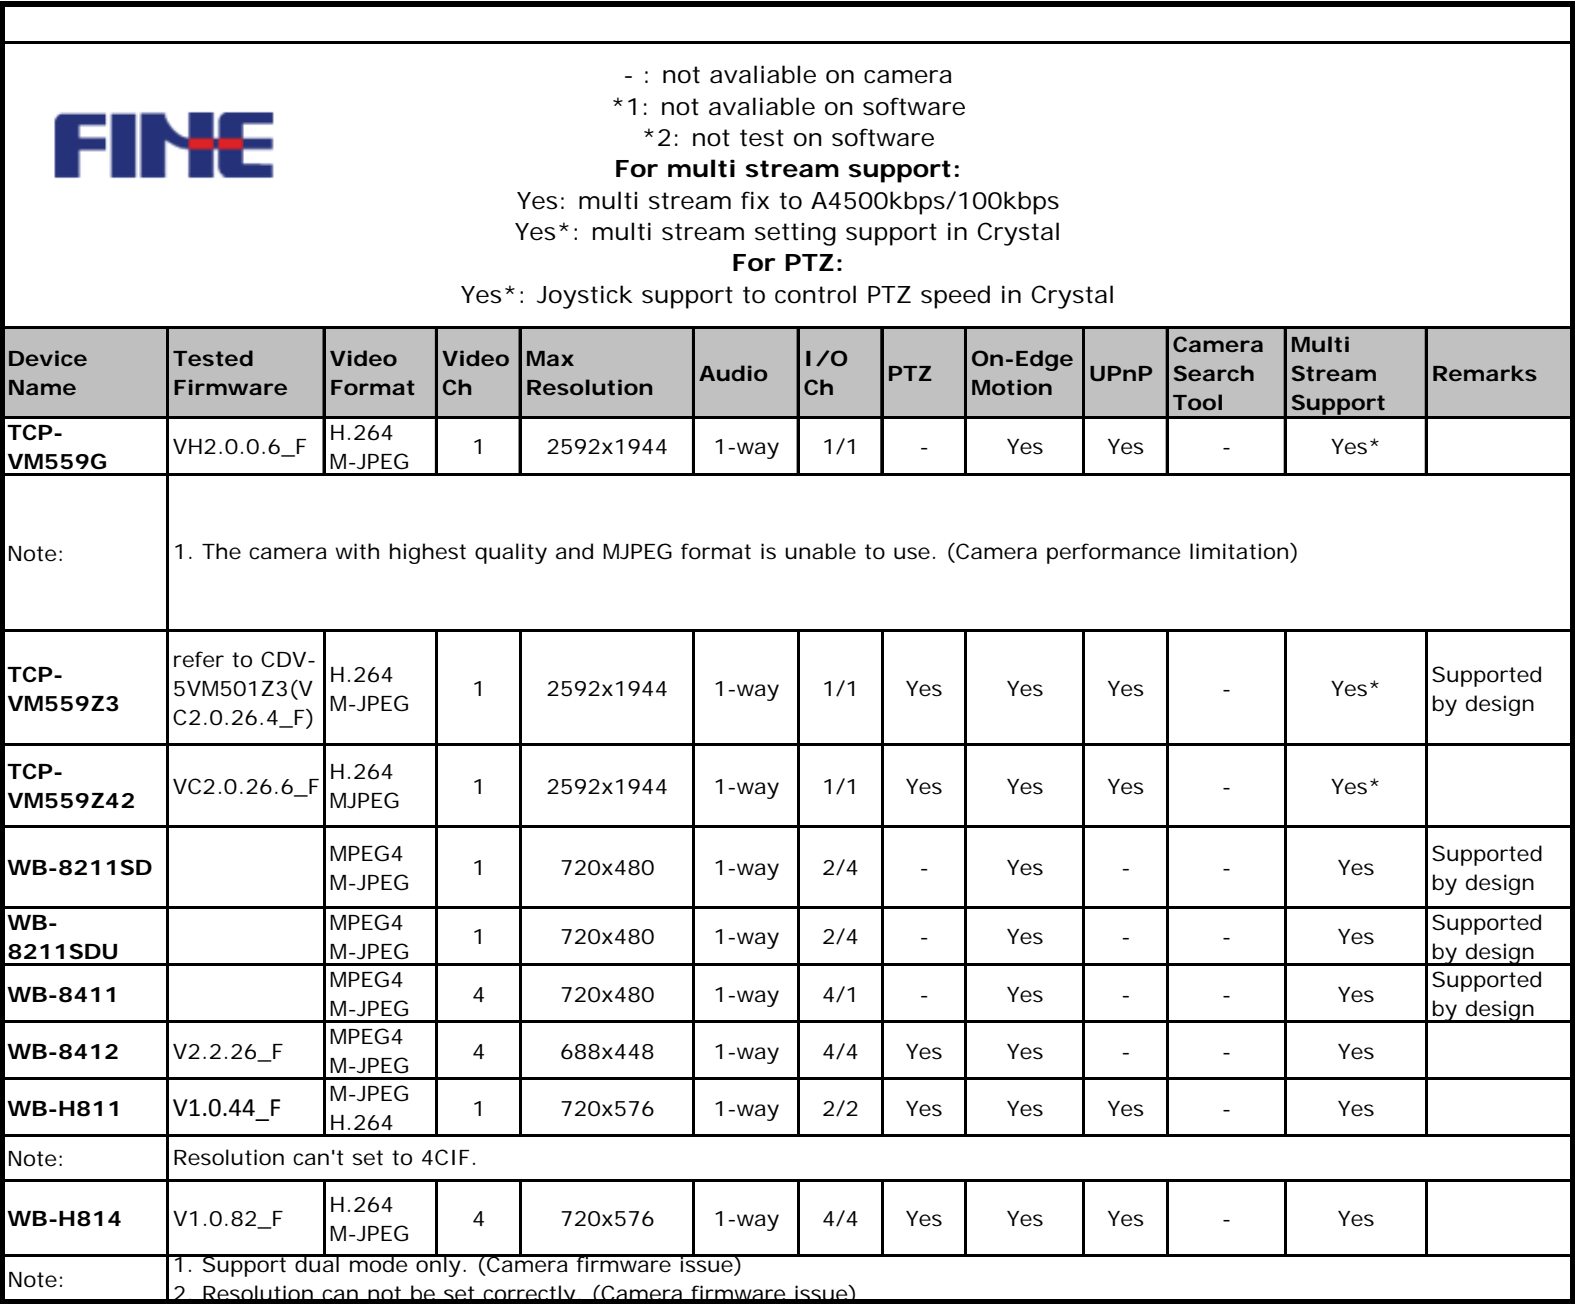 - : not avaliable on camera
*1: not avaliable on software
*2: not test on software
For multi stream support:
Yes: multi stream fix to A4500kbps/100kbps
Yes*: multi stream setting support in Crystal
For PTZ:
Yes*: Joystick support to control PTZ speed in Crystal
FINE
Device Name | Tested Firmware | Video Format | Video Ch | Max Resolution | Audio | I/O Ch | PTZ | On-Edge Motion | UPnP | Camera Search Tool | Multi Stream Support | Remarks
TCP-VM559G | VH2.0.0.6_F | H.264 M-JPEG | 1 | 2592x1944 | 1-way | 1/1 | - | Yes | Yes | - | Yes* |
Note: | 1. The camera with highest quality and MJPEG format is unable to use. (Camera performance limitation)
TCP-VM559Z3 | refer to CDV-5VM501Z3(VC2.0.26.4_F) | H.264 M-JPEG | 1 | 2592x1944 | 1-way | 1/1 | Yes | Yes | Yes | - | Yes* | Supported by design
TCP-VM559Z42 | VC2.0.26.6_F | H.264 MJPEG | 1 | 2592x1944 | 1-way | 1/1 | Yes | Yes | Yes | - | Yes* |
WB-8211SD | | MPEG4 M-JPEG | 1 | 720x480 | 1-way | 2/4 | - | Yes | - | - | Yes | Supported by design
WB-8211SDU | | MPEG4 M-JPEG | 1 | 720x480 | 1-way | 2/4 | - | Yes | - | - | Yes | Supported by design
WB-8411 | | MPEG4 M-JPEG | 4 | 720x480 | 1-way | 4/1 | - | Yes | - | - | Yes | Supported by design
WB-8412 | V2.2.26_F | MPEG4 M-JPEG | 4 | 688x448 | 1-way | 4/4 | Yes | Yes | - | - | Yes |
WB-H811 | V1.0.44_F | M-JPEG H.264 | 1 | 720x576 | 1-way | 2/2 | Yes | Yes | Yes | - | Yes |
Note: | Resolution can't set to 4CIF.
WB-H814 | V1.0.82_F | H.264 M-JPEG | 4 | 720x576 | 1-way | 4/4 | Yes | Yes | Yes | - | Yes |
Note: | 1. Support dual mode only. (Camera firmware issue)
2. Resolution can not be set correctly. (Camera firmware issue)